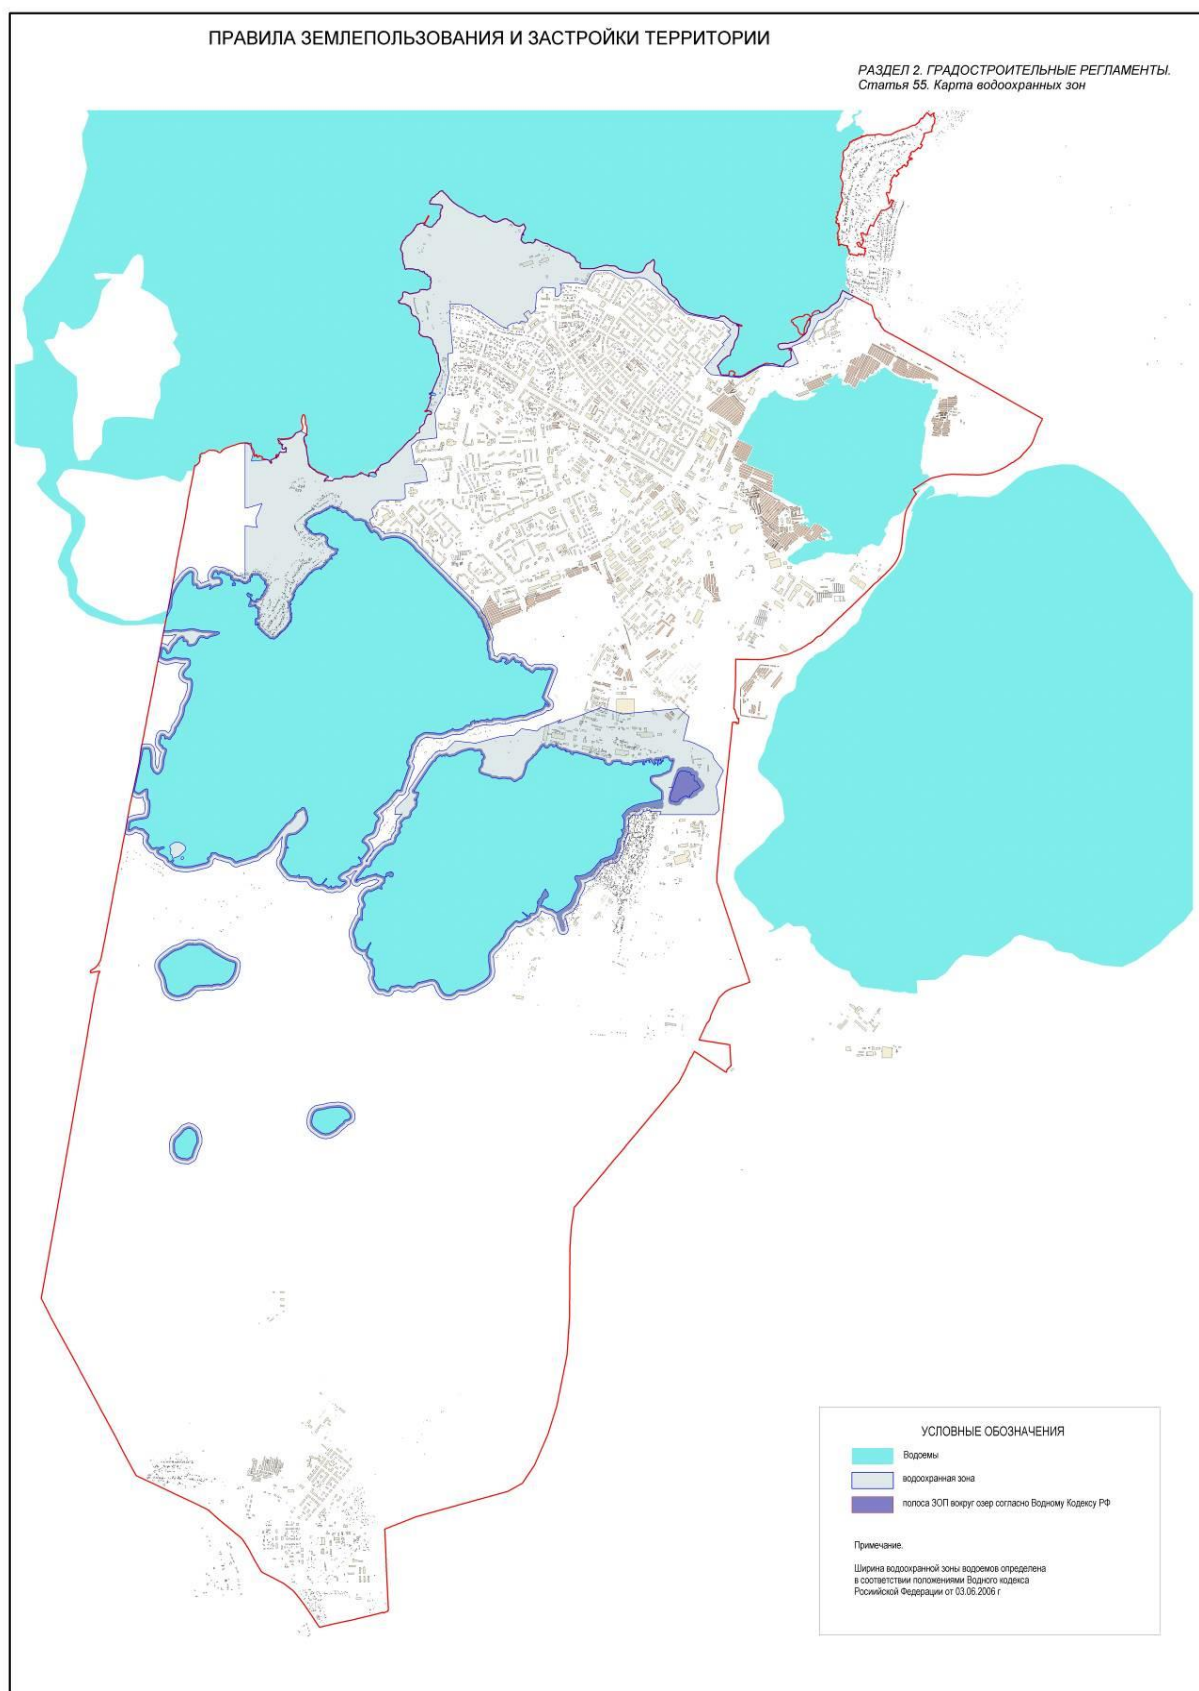 ПРАВИЛА ЗЕМЛЕПОЛЬЗОВАНИЯ И ЗАСТРОЙКИ ТЕРРИТОРИИ
РАЗДЕЛ 2. ГРАДОСТРОИТЕЛЬНЫЕ РЕГЛАМЕНТЫ.
Статья 55. Карта водоохранных зон
УСЛОВНЫЕ ОБОЗНАЧЕНИЯ
Водоемы
водоохранная зона
полоса ЗОП вокруг озер согласно Водному Кодексу РФ
Примечание.
Ширина водоохранной зоны водоемов определена
в соответствии положениями Водного кодекса
Российской Федерации от 03.06.2006 г